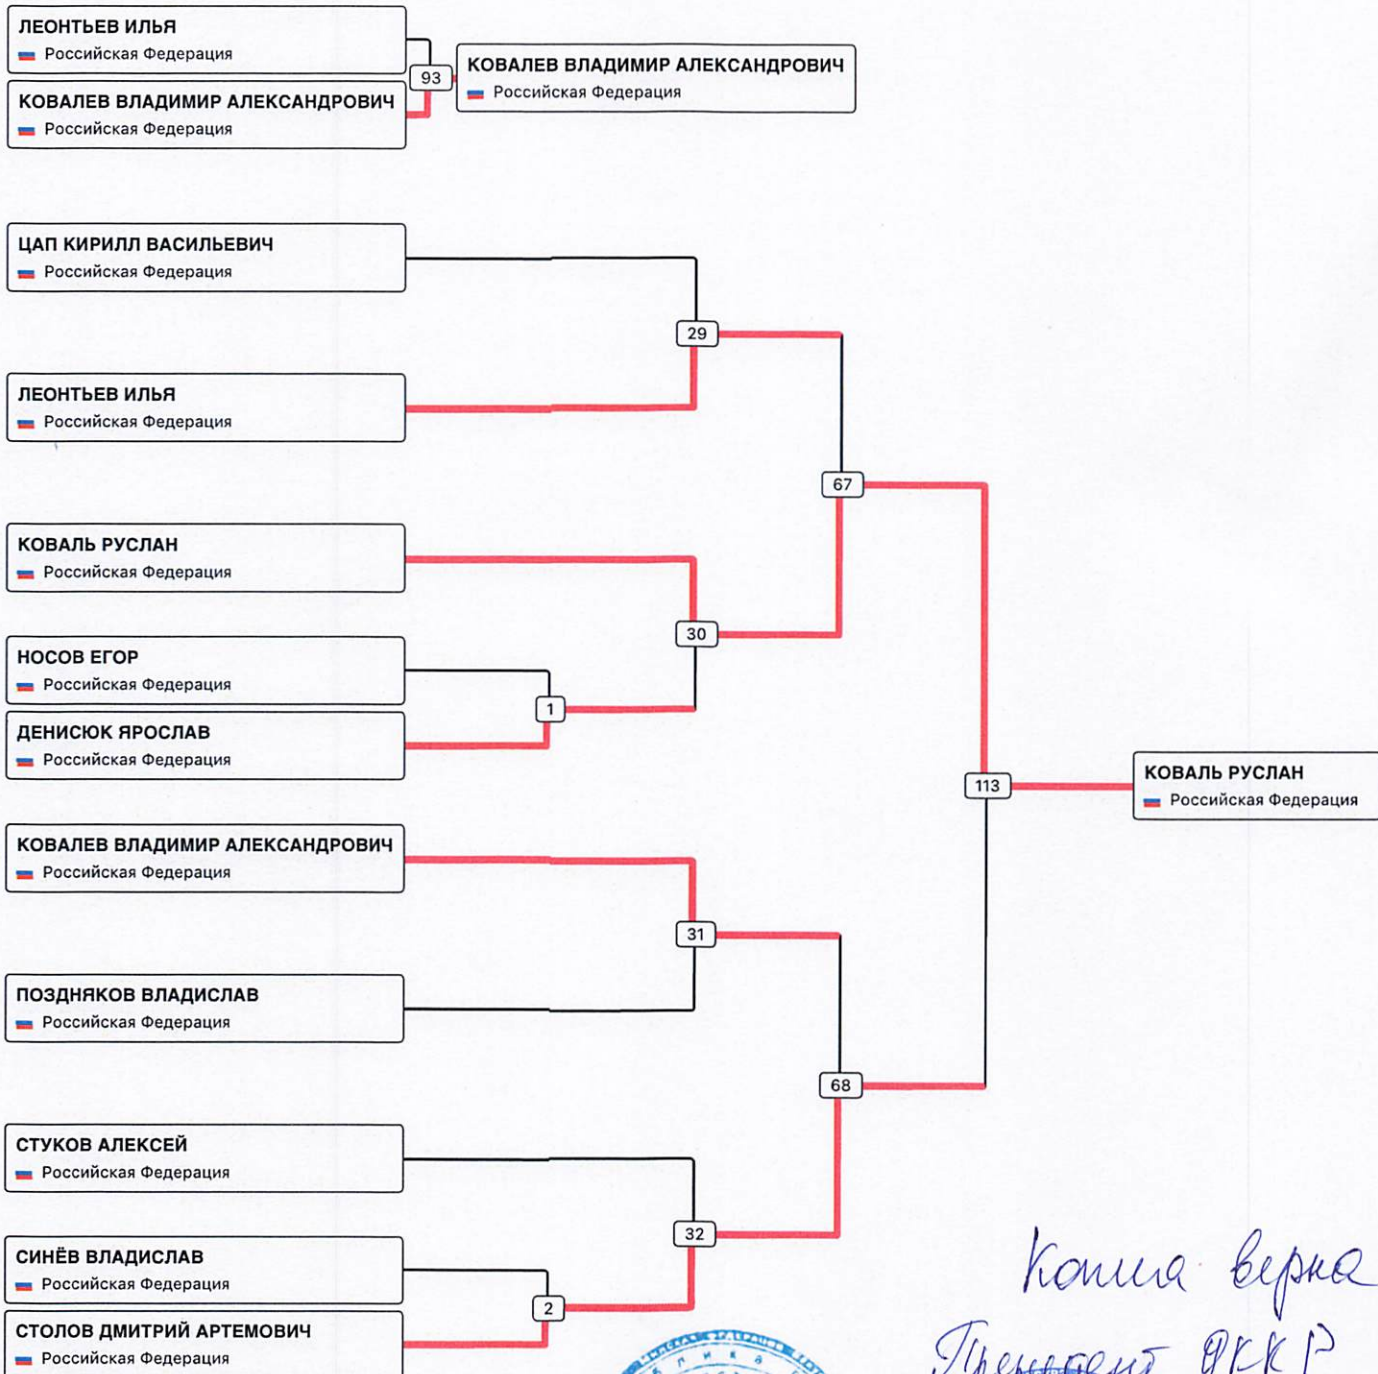 ЛЕОНТЬЕВ ИЛЬЯ
Российская Федерация
93
КОВАЛЕВ ВЛАДИМИР АЛЕКСАНДРОВИЧ
Российская Федерация
КОВАЛЕВ ВЛАДИМИР АЛЕКСАНДРОВИЧ
Российская Федерация
ЦАП КИРИЛЛ ВАСИЛЬЕВИЧ
Российская Федерация
29
ЛЕОНТЬЕВ ИЛЬЯ
Российская Федерация
67
КОВАЛЬ РУСЛАН
Российская Федерация
30
НОСОВ ЕГОР
Российская Федерация
1
ДЕНИСЮК ЯРОСЛАВ
Российская Федерация
113
КОВАЛЬ РУСЛАН
Российская Федерация
КОВАЛЕВ ВЛАДИМИР АЛЕКСАНДРОВИЧ
Российская Федерация
31
ПОЗДНЯКОВ ВЛАДИСЛАВ
Российская Федерация
68
СТУКОВ АЛЕКСЕЙ
Российская Федерация
32
СИНЁВ ВЛАДИСЛАВ
Российская Федерация
2
СТОЛОВ ДМИТРИЙ АРТЕМОВИЧ
Российская Федерация
Копия верна
Президент ФККР